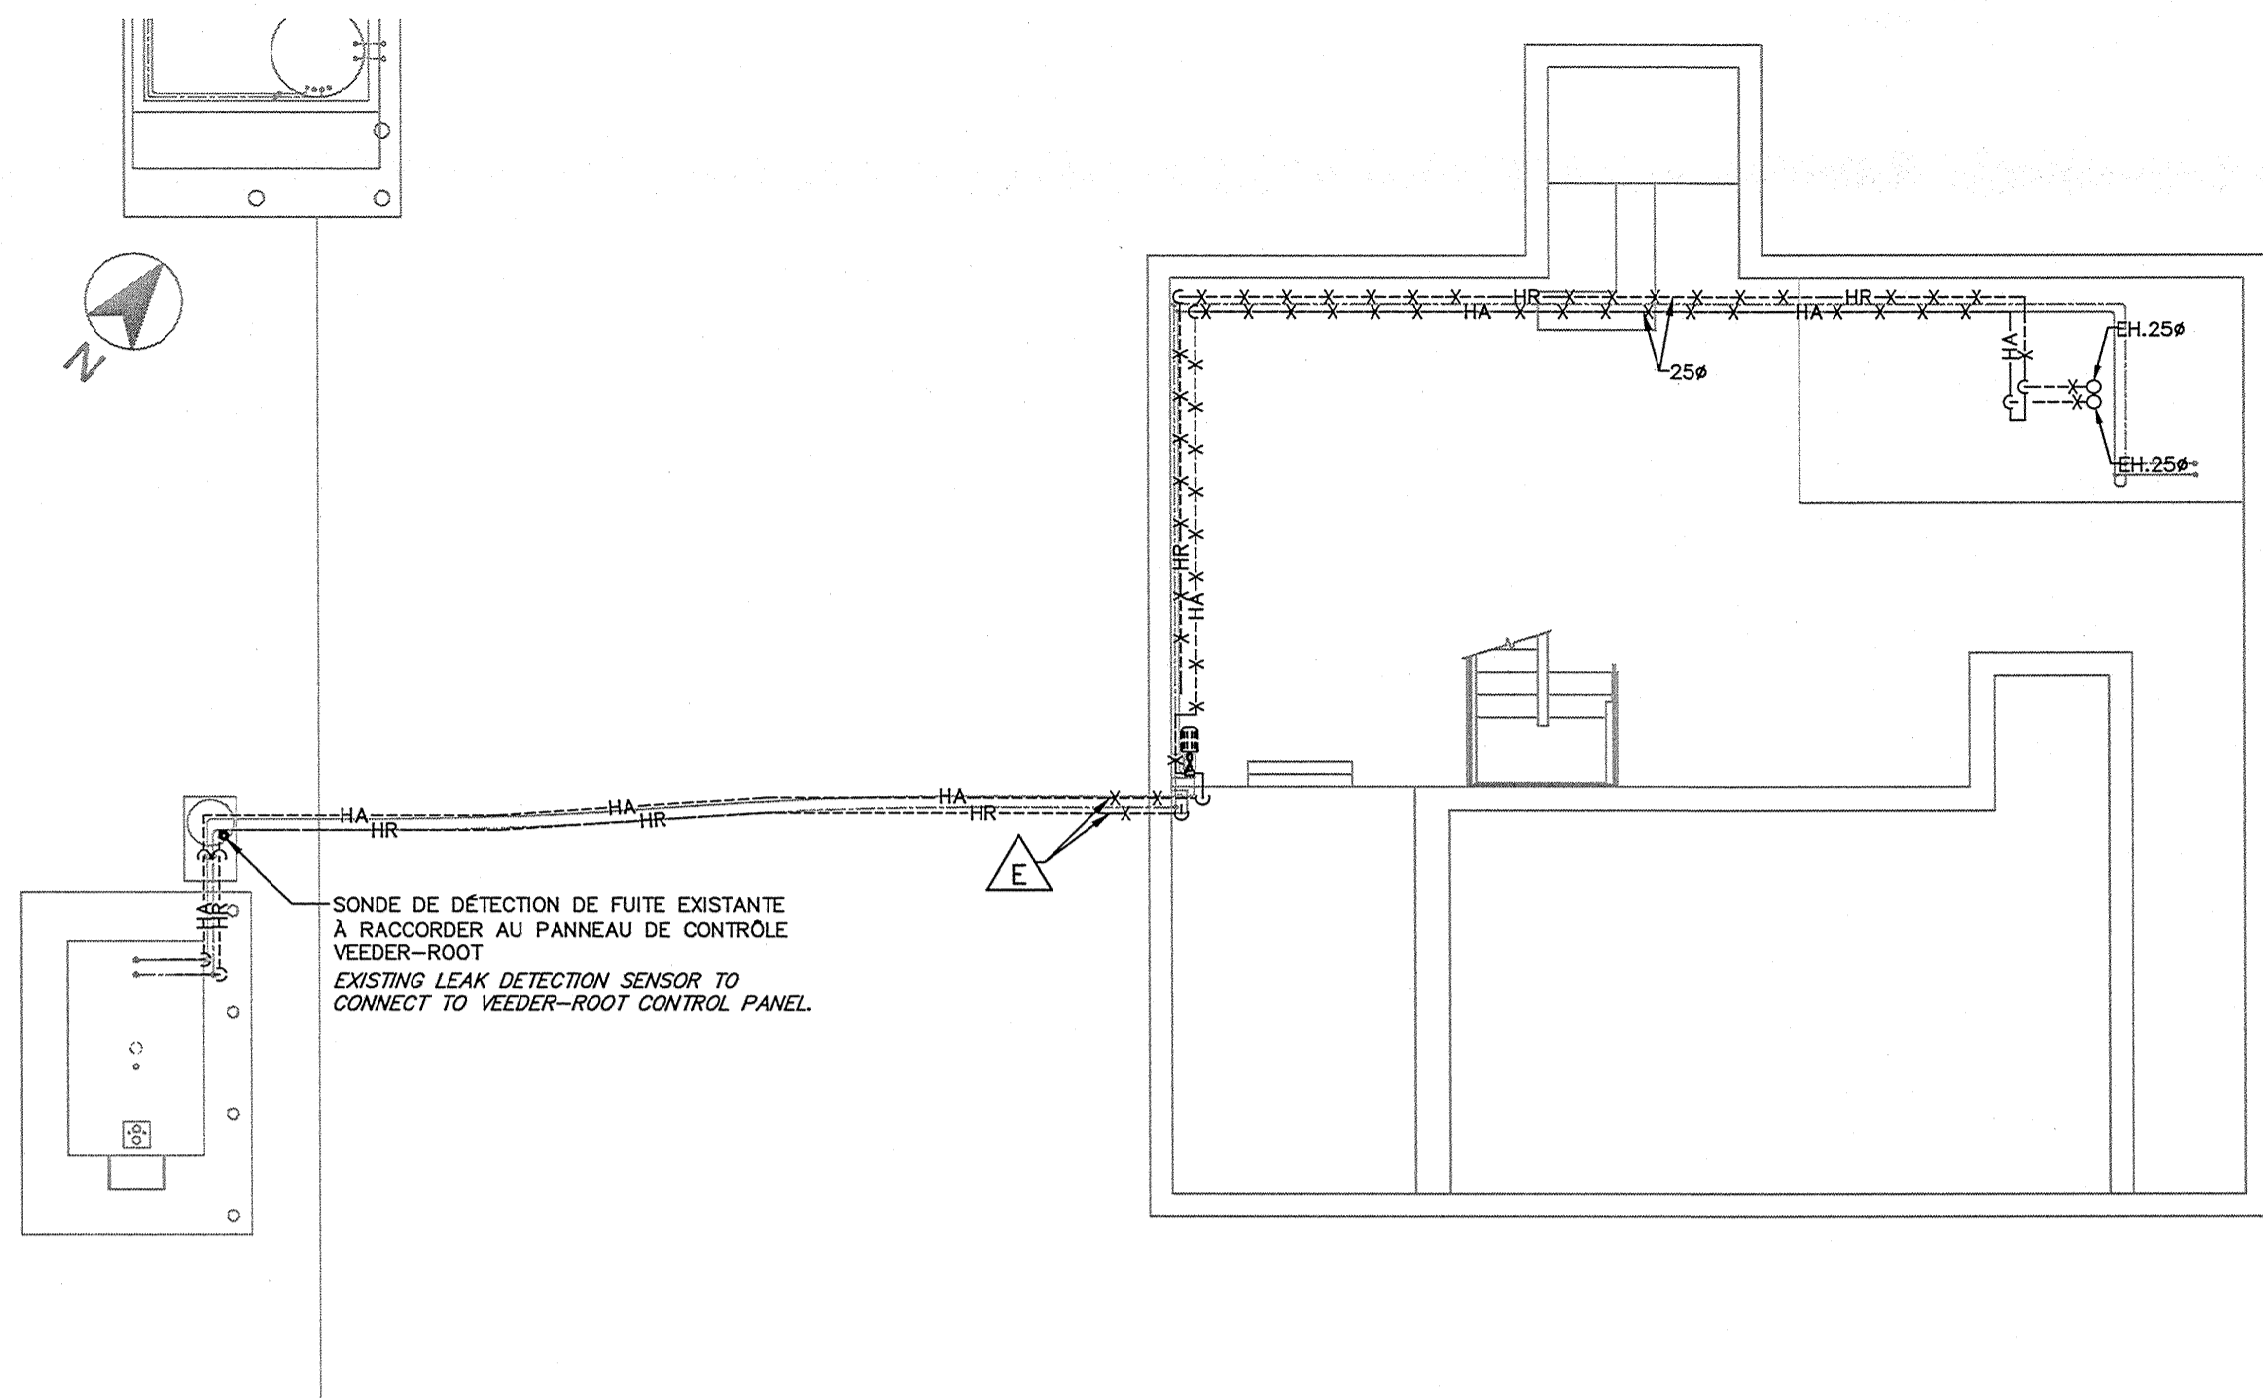 N
HR
HR
HA
HA
HA
EH.25ø
25ø
EH.25ø
HR
HA
HA
HA
HA
HR
HR
HR
E
HA
HR
SONDE DE DÉTECTION DE FUITE EXISTANTE
À RACCORDER AU PANNEAU DE CONTRÔLE
VEEDER-ROOT
EXISTING LEAK DETECTION SENSOR TO
CONNECT TO VEEDER-ROOT CONTROL PANEL.